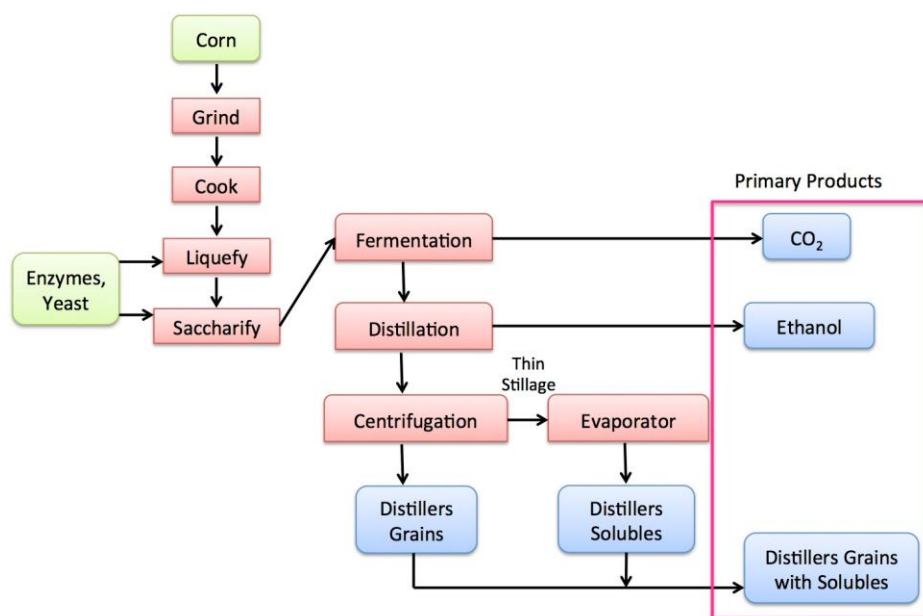 Corn
Grind
Cook
Liquefy
Enzymes,
Yeast
Saccharify
Fermentation
Distillation
Thin
Stillage
Centrifugation
Evaporator
Distillers
Grains
Distillers
Solubles
Primary Products
CO₂
Ethanol
Distillers Grains
with Solubles